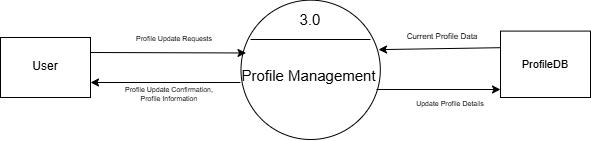 3.0
Profile Update Requests
Current Profile Data
User
Profile Management
ProfileDB
Profile Update Confirmation,
Profile Information
Update Profile Details